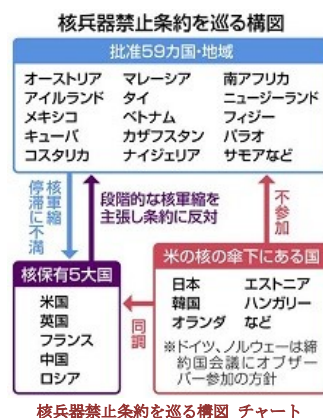 核兵器禁止条約を巡る構図
批准59カ国・地域
オーストリア マレーシア 南アフリカ
アイルランド タイ ニュージーランド
メキシコ ベトナム フィジー
キューバ カザフスタン パラオ
コスタリカ ナイジェリア サモアなど
核軍縮
停滞に不満
段階的な核軍縮を
主張し条約に反対
不参加
核保有5大国
米国
英国
フランス
中国
ロシア
同調
米の核の傘下にある国
日本 エストニア
韓国 ハンガリー
オランダ など
※ドイツ、ノルウェーは締
約国会議にオブザー
バー参加の方針
核兵器禁止条約を巡る構図 チャート